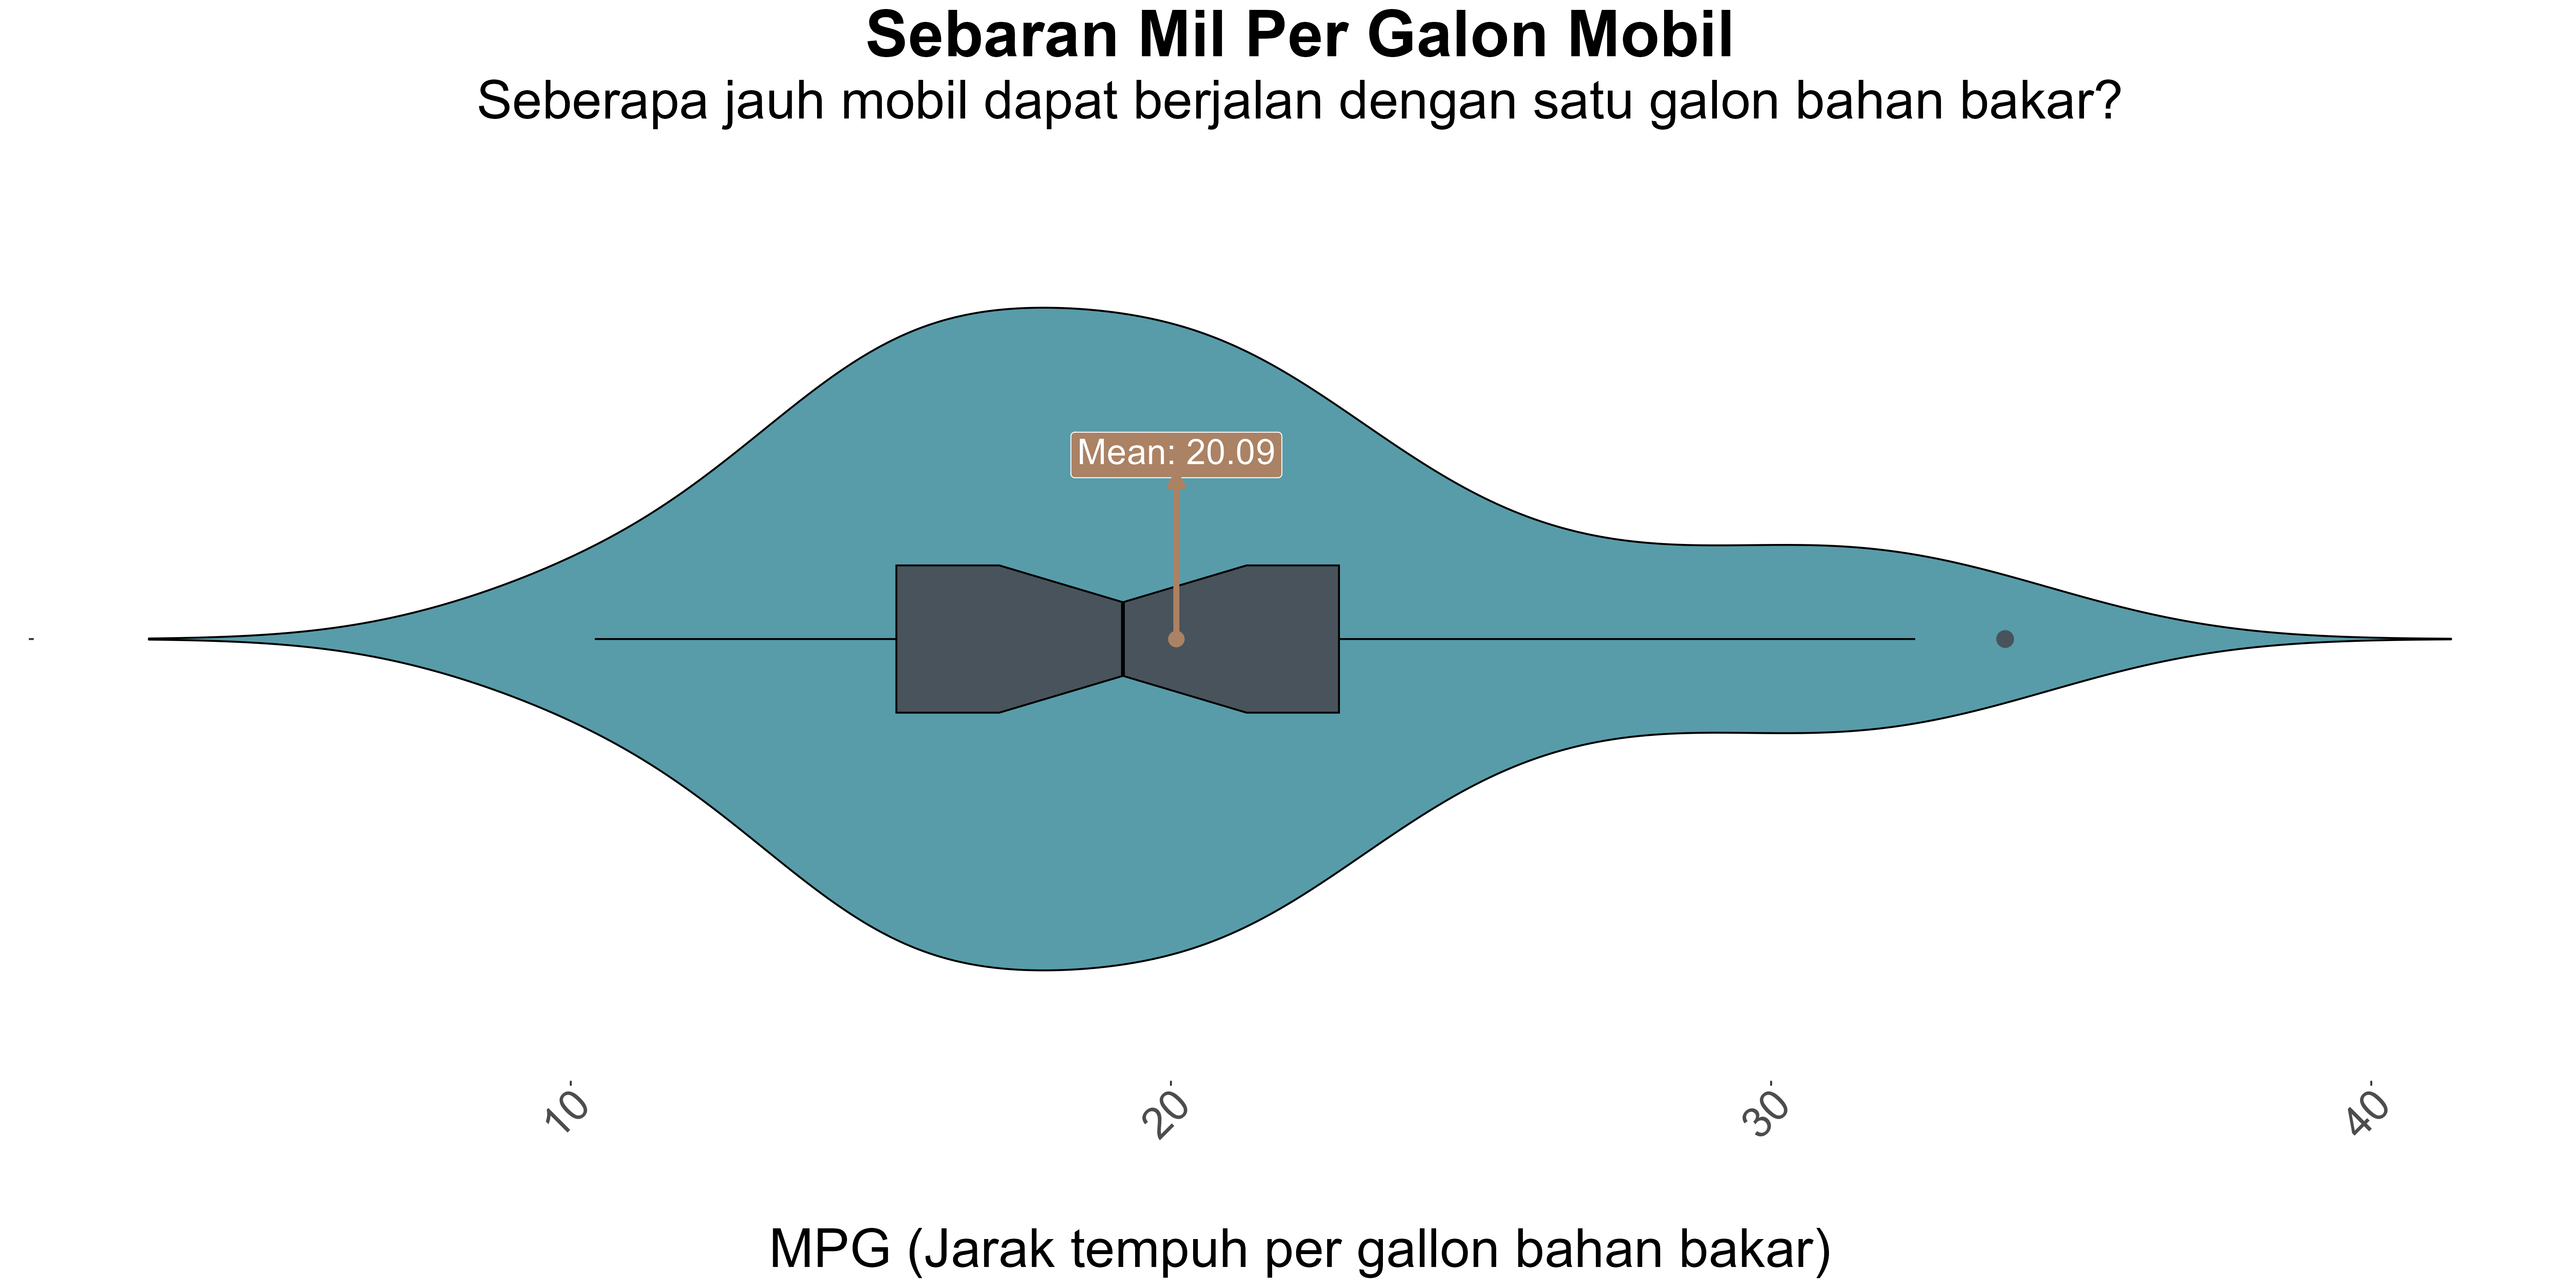 Sebaran Mil Per Galon Mobil
Seberapa jauh mobil dapat berjalan dengan satu galon bahan bakar?
Mean: 20.09
10
20
30
40
MPG (Jarak tempuh per gallon bahan bakar)